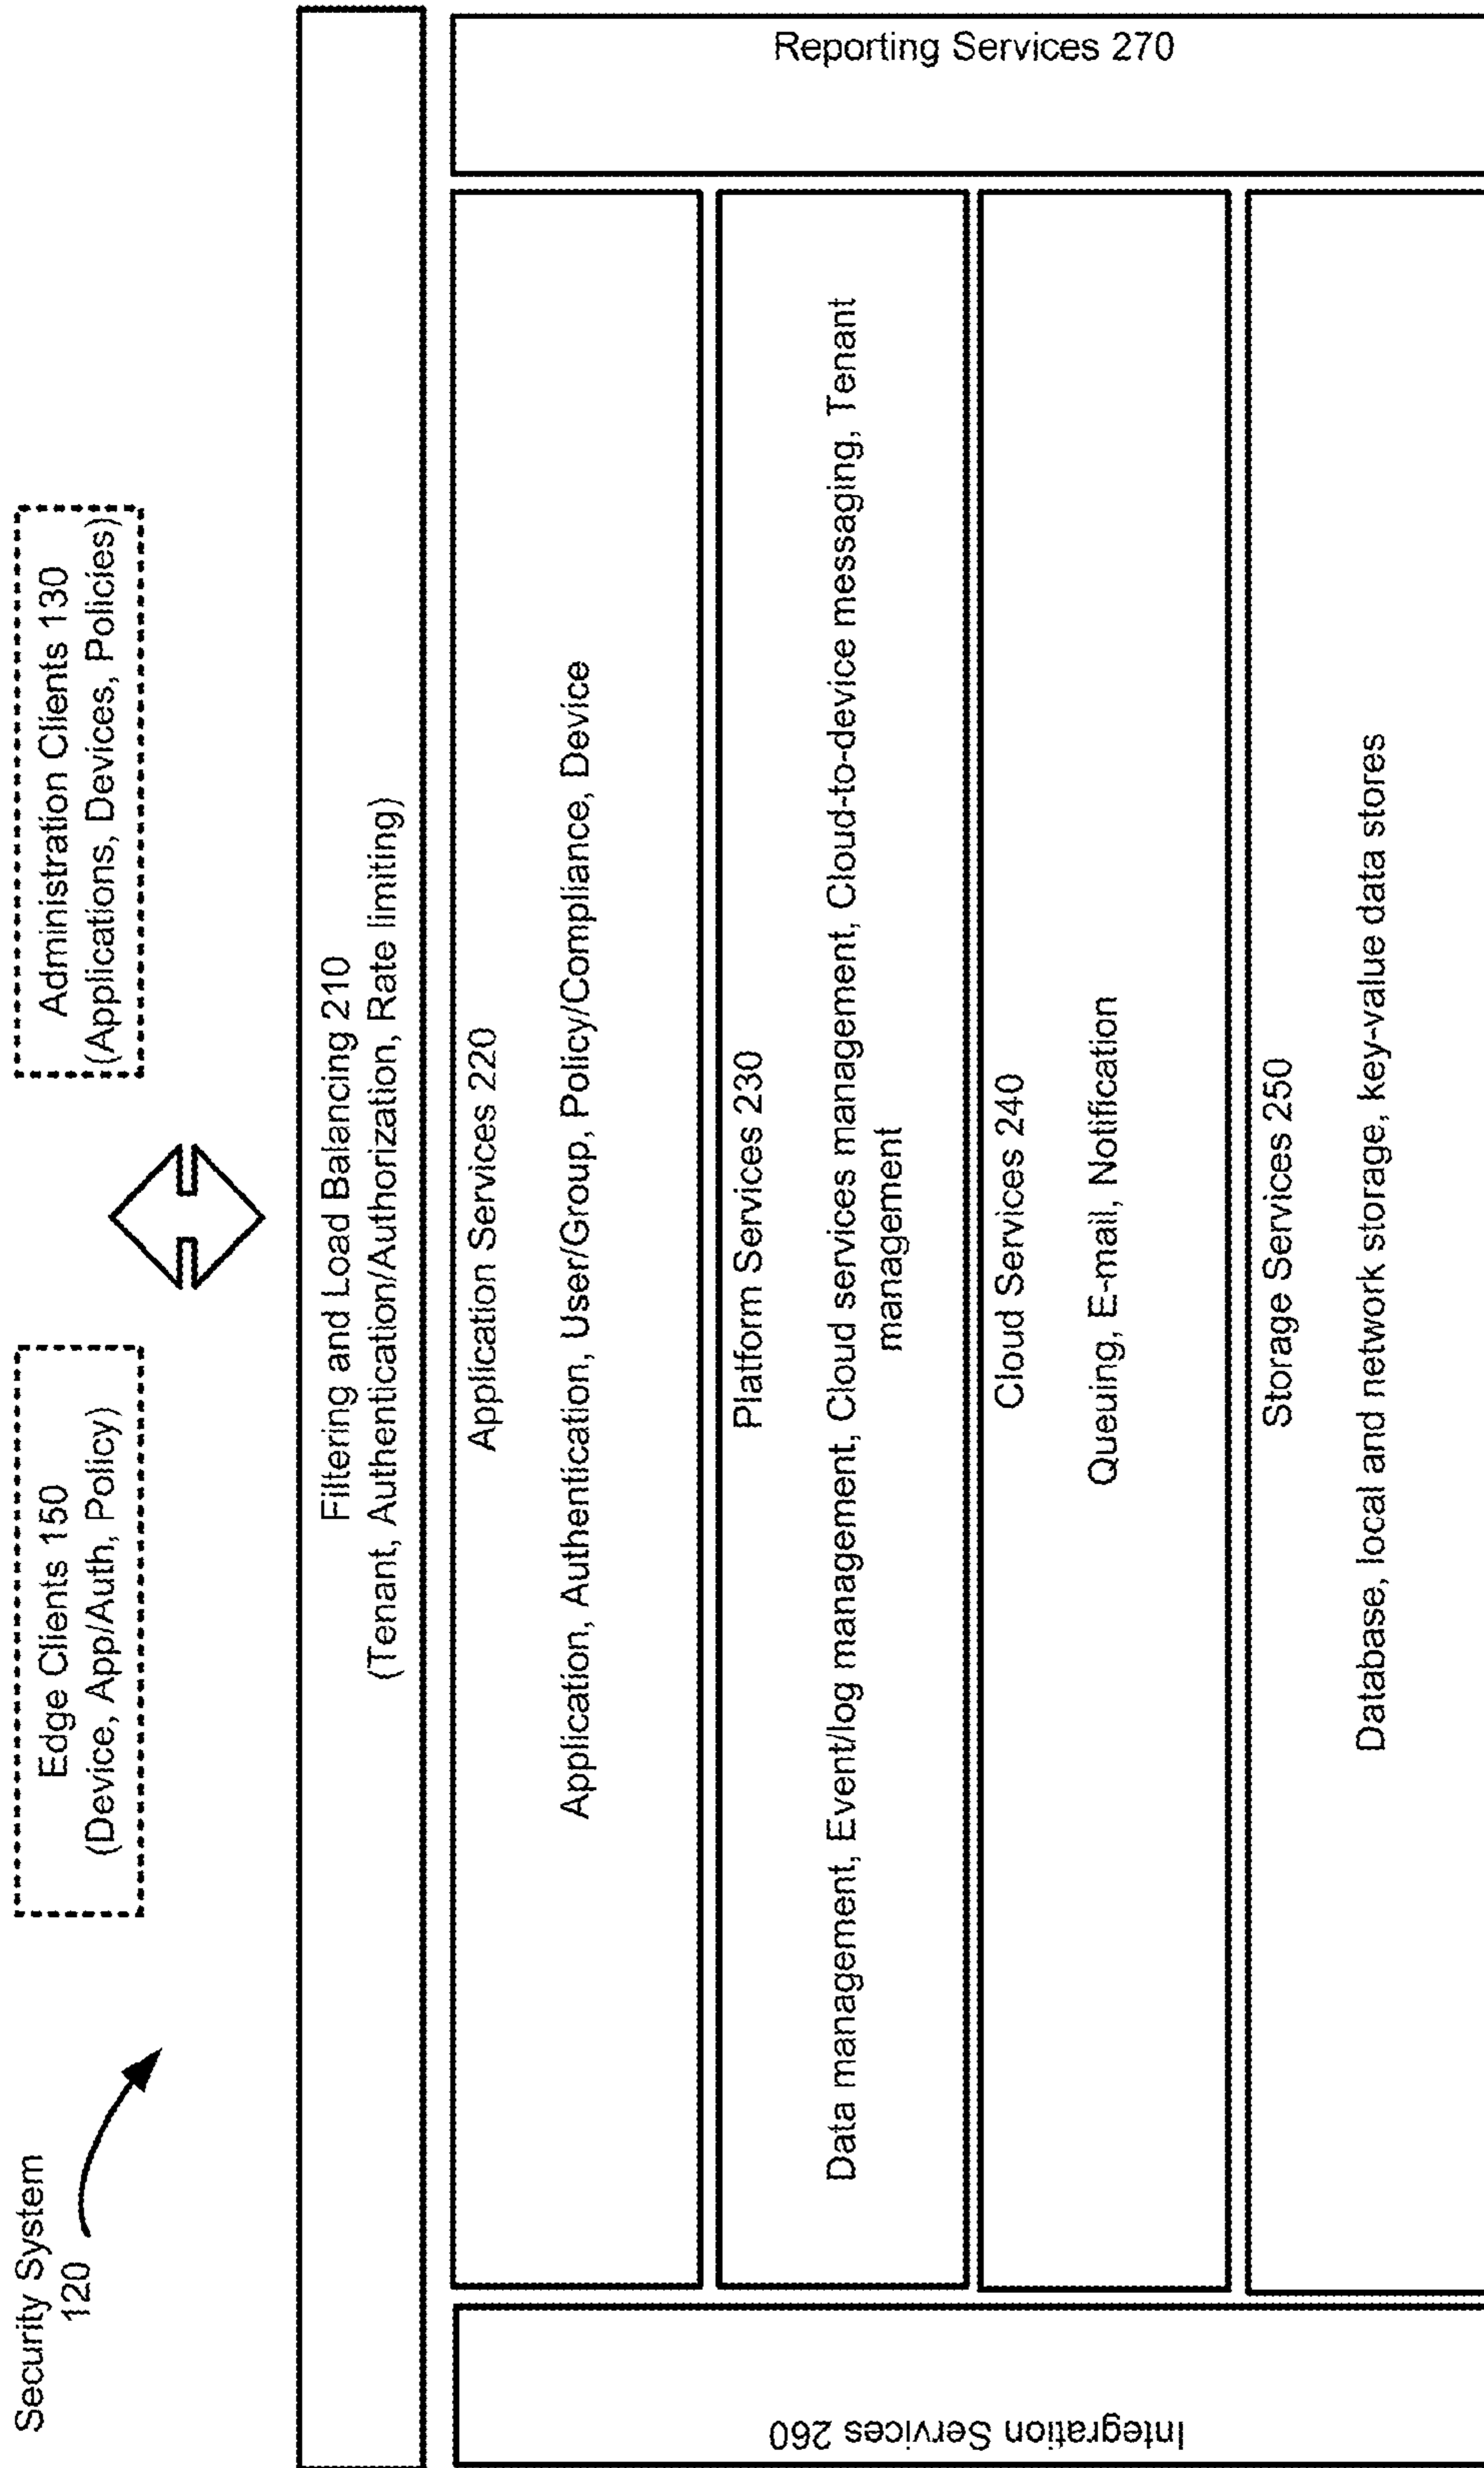 Security System
120
Edge Clients 150
(Device, App/Auth, Policy)
Administration Clients 130
(Applications, Devices, Policies)
Filtering and Load Balancing 210
(Tenant, Authentication/Authorization, Rate limiting)
Integration Services 260
Application Services 220
Application, Authentication, User/Group, Policy/Compliance, Device
Platform Services 230
Data management, Event/log management, Cloud services management, Cloud-to-device messaging, Tenant
management
Cloud Services 240
Queuing, E-mail, Notification
Storage Services 250
Database, local and network storage, key-value data stores
Reporting Services 270